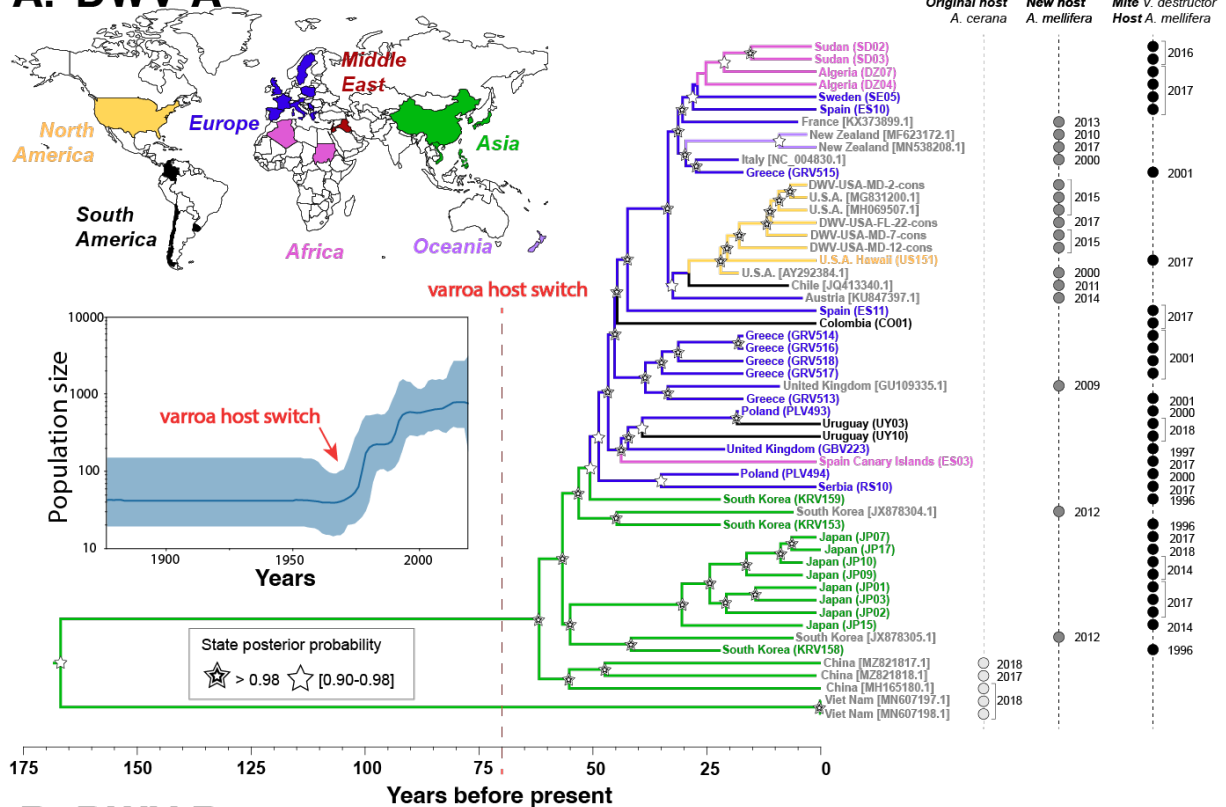 A. DWV-A
Original host
A. cerana
New host
A. mellifera
Mite V. destructor
Host A. mellifera
Middle
East
North
America
Europe
Asia
South
America
Africa
Oceania
varroa host switch
Population size
10000
1000
100
10
varroa host switch
1900
1950
2000
Years
State posterior probability
> 0.98
[0.90-0.98]
Sudan (SD02)
Sudan (SD03)
Algeria (DZ07)
Algeria (DZ04)
Sweden (SE05)
Spain (ES10)
France [KX373899.1]
New Zealand [MF623172.1]
New Zealand [MN538208.1]
Italy [NC_004830.1]
Greece (GRV515)
DWV-USA-MD-2-cons
U.S.A. [MG831200.1]
U.S.A. [MH069507.1]
DWV-USA-FL-22-cons
DWV-USA-MD-7-cons
DWV-USA-MD-12-cons
U.S.A. Hawaii (US151)
U.S.A. [AY292384.1]
Chile [JQ413340.1]
Austria [KU847397.1]
Spain (ES11)
Colombia (CO01)
Greece (GRV514)
Greece (GRV516)
Greece (GRV518)
Greece (GRV517)
United Kingdom [GU109335.1]
Greece (GRV513)
Poland (PLV493)
Uruguay (UY03)
Uruguay (UY10)
United Kingdom (GBV223)
Spain Canary Islands (ES03)
Poland (PLV494)
Serbia (RS10)
South Korea (KRV159)
South Korea [JX878304.1]
South Korea (KRV153)
Japan (JP07)
Japan (JP17)
Japan (JP10)
Japan (JP09)
Japan (JP01)
Japan (JP03)
Japan (JP02)
Japan (JP15)
South Korea [JX878305.1]
South Korea (KRV158)
China [MZ821817.1]
China [MZ821818.1]
China [MH165180.1]
Viet Nam [MN607197.1]
Viet Nam [MN607198.1]
2018
2017
2018
2013
2010
2017
2000
2015
2017
2015
2000
2011
2014
2009
2012
2012
2016
2017
2001
2017
2017
2001
2001
2000
2018
1997
2017
2000
2017
1996
1996
2017
2018
2014
2017
2014
1996
175
150
125
100
75
50
25
0
Years before present